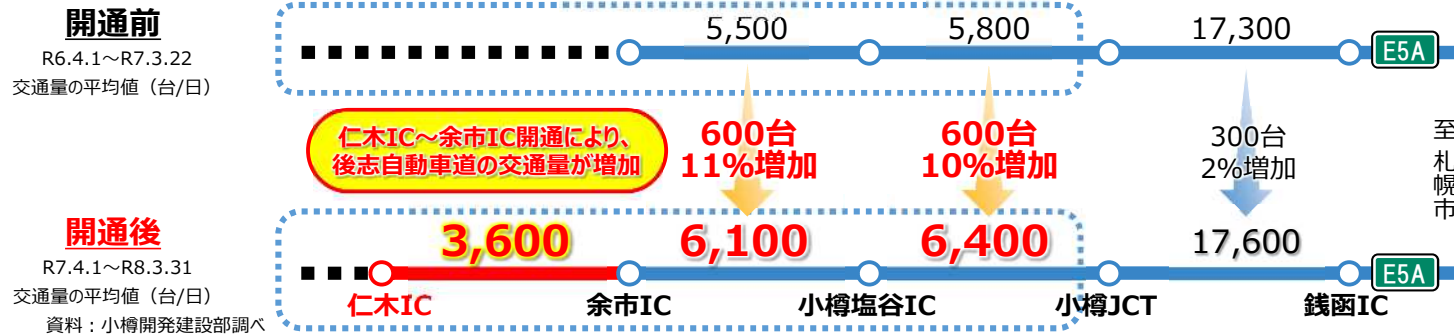 開通前
R6.4.1～R7.3.22
交通量の平均値（台/日）
5,500
5,800
17,300
E5A
仁木IC～余市IC開通により、
後志自動車道の交通量が増加
600台
11%増加
600台
10%増加
300台
2%増加
至 札幌市
開通後
R7.4.1～R8.3.31
交通量の平均値（台/日）
資料：小樽開発建設部調べ
3,600
6,100
6,400
17,600
E5A
仁木IC
余市IC
小樽塩谷IC
小樽JCT
銭函IC